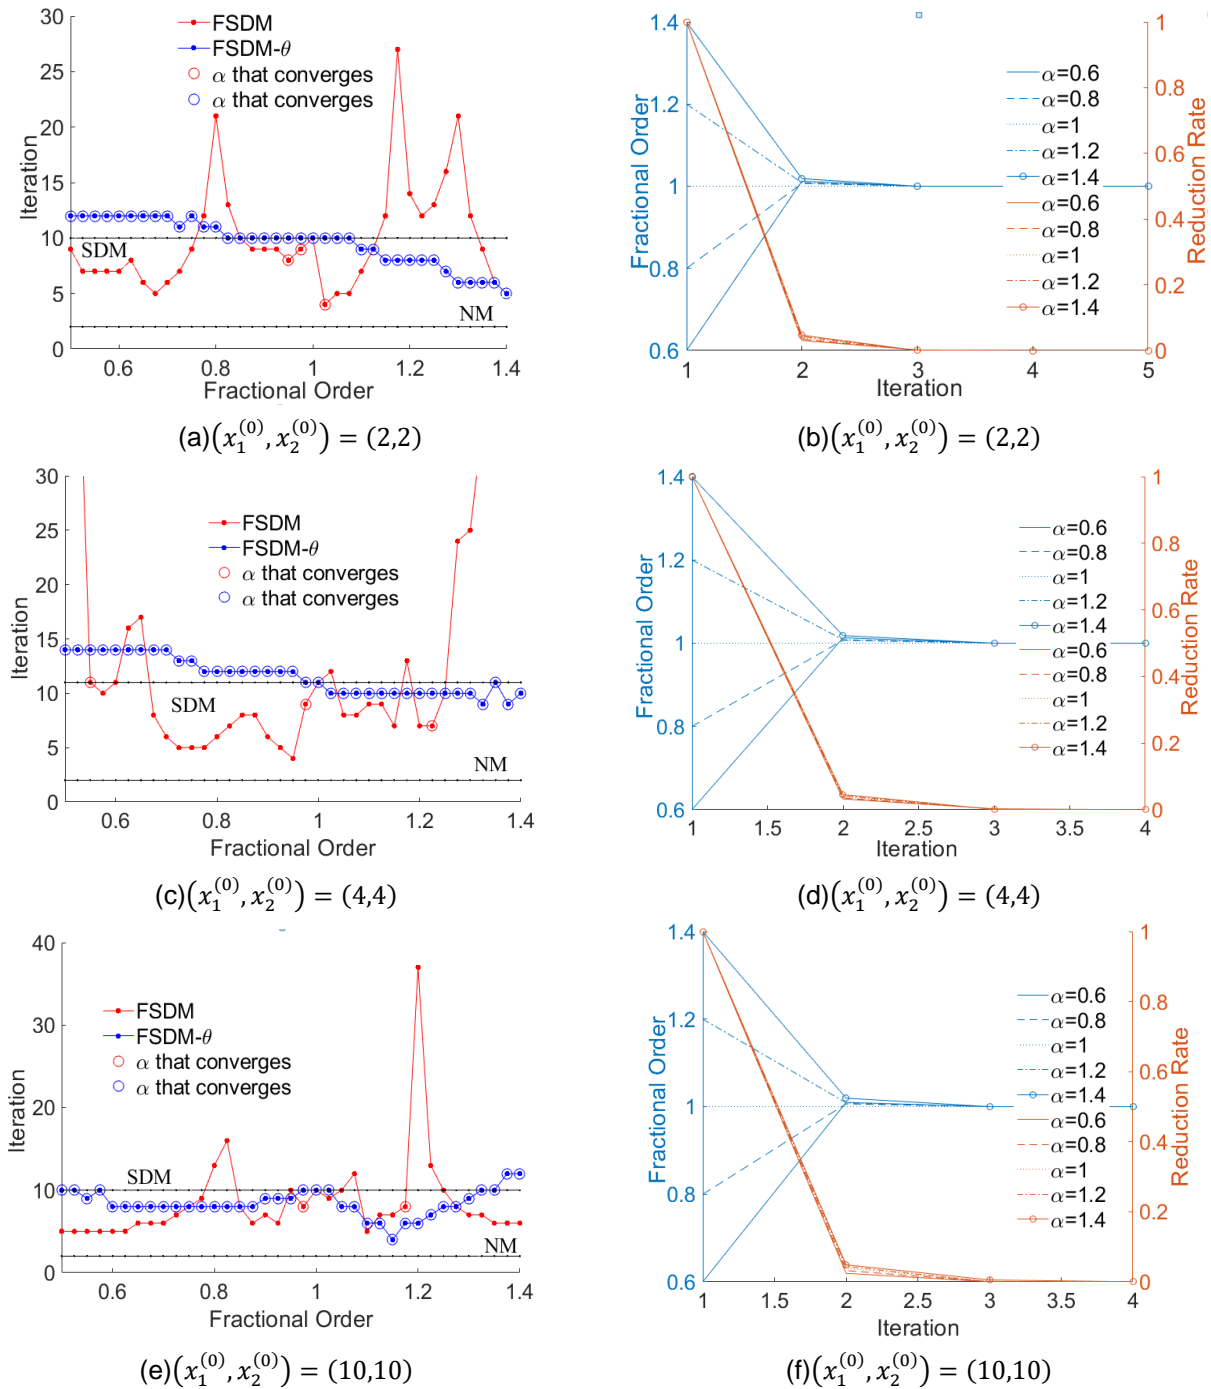 30
25
20
15
10
5
0
Iteration
FSDM
FSDM-θ
α that converges
α that converges
SDM
NM
0.6
0.8
1
1.2
1.4
Fractional Order
(a)(x₁⁽⁰⁾, x₂⁽⁰⁾) = (2,2)
1.4
1.2
1
0.8
0.6
Fractional Order
α=0.6
α=0.8
α=1
α=1.2
α=1.4
α=0.6
α=0.8
α=1
α=1.2
α=1.4
1
0.8
0.6
0.4
0.2
0
Reduction Rate
1
2
3
4
5
Iteration
(b)(x₁⁽⁰⁾, x₂⁽⁰⁾) = (2,2)
30
25
20
15
10
5
0
Iteration
FSDM
FSDM-θ
α that converges
α that converges
SDM
NM
0.6
0.8
1
1.2
1.4
Fractional Order
(c)(x₁⁽⁰⁾, x₂⁽⁰⁾) = (4,4)
1.4
1.2
1
0.8
0.6
Fractional Order
α=0.6
α=0.8
α=1
α=1.2
α=1.4
α=0.6
α=0.8
α=1
α=1.2
α=1.4
1
0.8
0.6
0.4
0.2
0
Reduction Rate
1
1.5
2
2.5
3
3.5
4
Iteration
(d)(x₁⁽⁰⁾, x₂⁽⁰⁾) = (4,4)
40
30
20
10
0
Iteration
FSDM
FSDM-θ
α that converges
α that converges
SDM
NM
0.6
0.8
1
1.2
1.4
Fractional Order
(e)(x₁⁽⁰⁾, x₂⁽⁰⁾) = (10,10)
1.4
1.2
1
0.8
0.6
Fractional Order
α=0.6
α=0.8
α=1
α=1.2
α=1.4
α=0.6
α=0.8
α=1
α=1.2
α=1.4
1
0.8
0.6
0.4
0.2
0
Reduction Rate
1
1.5
2
2.5
3
3.5
4
Iteration
(f)(x₁⁽⁰⁾, x₂⁽⁰⁾) = (10,10)